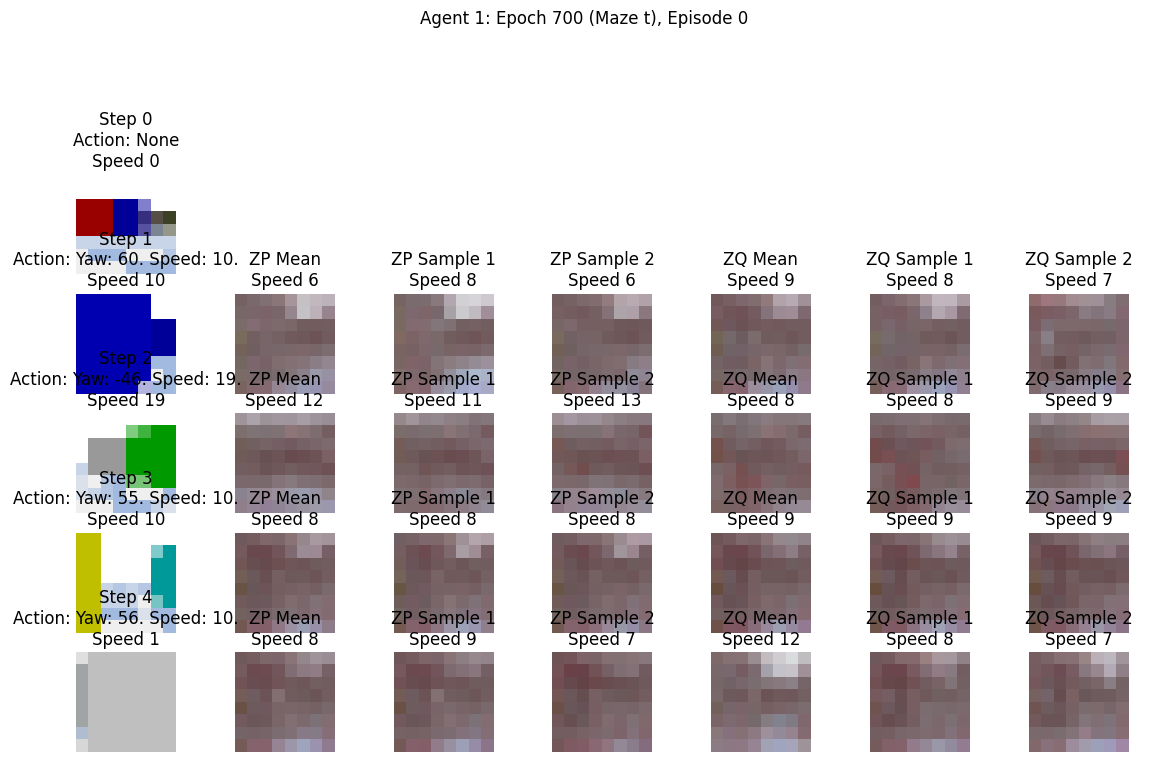 Agent 1: Epoch 700 (Maze t), Episode 0
Step 0
Action: None
Speed 0
Step 1
Action: Yaw: 60. Speed: 10.
Speed 10
ZP Mean
Speed 6
ZP Sample 1
Speed 8
ZP Sample 2
Speed 6
ZQ Mean
Speed 9
ZQ Sample 1
Speed 8
ZQ Sample 2
Speed 7
Step 2
Action: Yaw: -46. Speed: 19.
Speed 19
ZP Mean
Speed 12
ZP Sample 1
Speed 11
ZP Sample 2
Speed 13
ZQ Mean
Speed 8
ZQ Sample 1
Speed 8
ZQ Sample 2
Speed 9
Step 3
Action: Yaw: 55. Speed: 10.
Speed 10
ZP Mean
Speed 8
ZP Sample 1
Speed 8
ZP Sample 2
Speed 8
ZQ Mean
Speed 9
ZQ Sample 1
Speed 9
ZQ Sample 2
Speed 9
Step 4
Action: Yaw: 56. Speed: 10.
Speed 1
ZP Mean
Speed 8
ZP Sample 1
Speed 9
ZP Sample 2
Speed 7
ZQ Mean
Speed 12
ZQ Sample 1
Speed 8
ZQ Sample 2
Speed 7